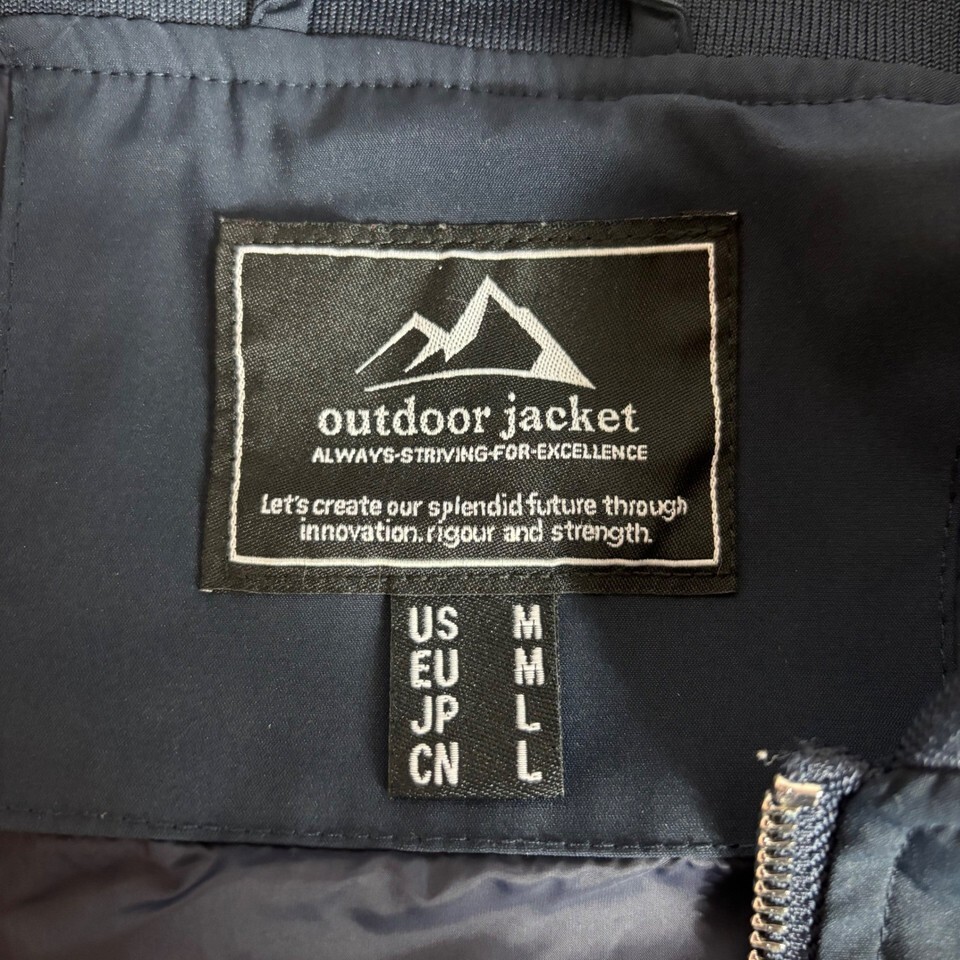 outdoor jacket
ALWAYS-STRIVING-FOR-EXCELLENCE
Let's create our splendid future through
innovation.rigour and strength.
US M
EU M
JP L
CN L